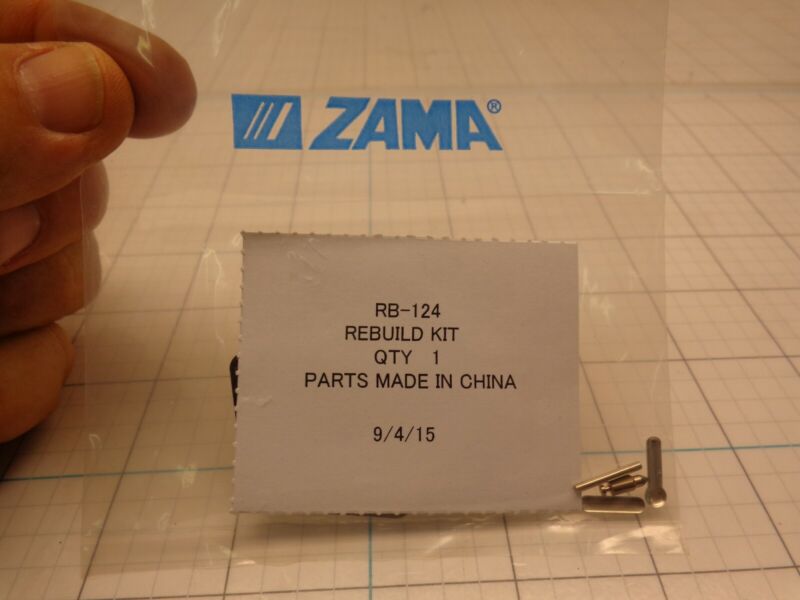 ZAMA®
RB-124
REBUILD KIT
QTY 1
PARTS MADE IN CHINA
9/4/15